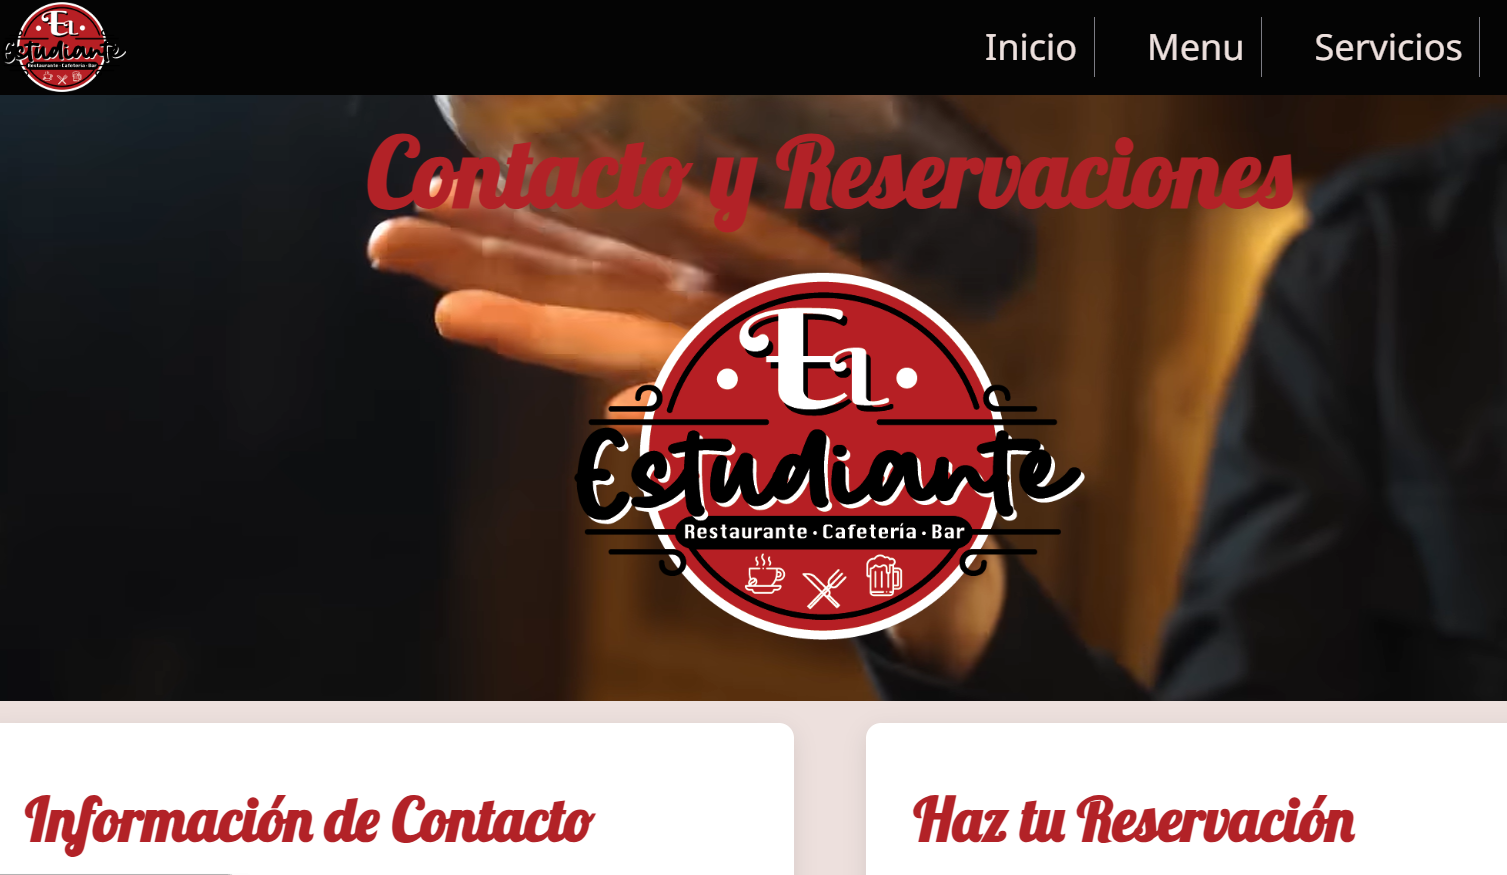 El
Estudiante
Restaurante · Cafetería · Bar
Inicio
Menu
Servicios
Contacto y Reservaciones
El
Estudiante
Restaurante · Cafetería · Bar
Información de Contacto
Haz tu Reservación